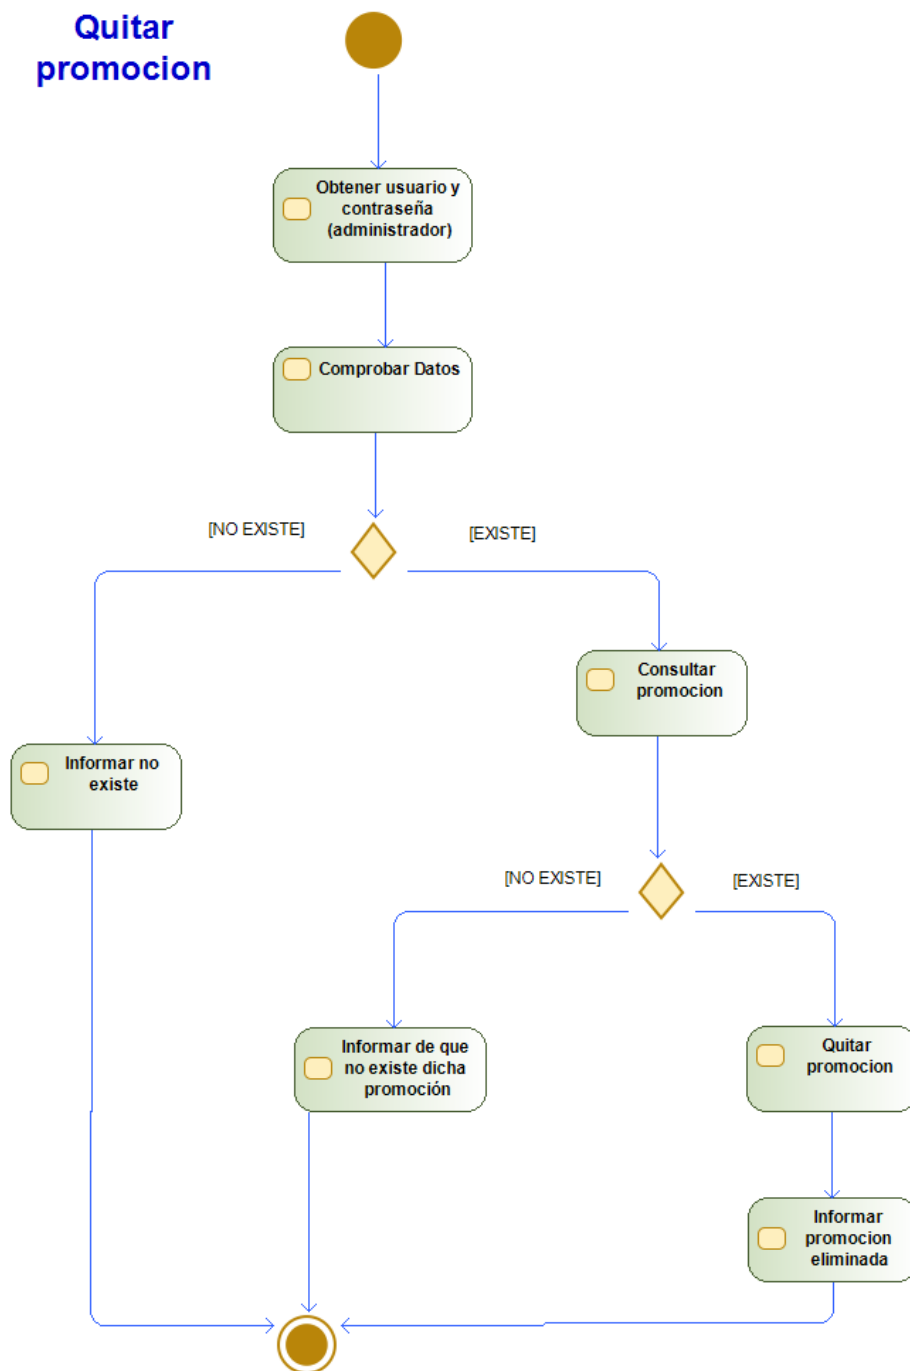 Quitar
promocion
Obtener usuario y
contraseña
(administrador)
Comprobar Datos
[NO EXISTE]
[EXISTE]
Consultar
promocion
Informar no
existe
[NO EXISTE]
[EXISTE]
Informar de que
no existe dicha
promoción
Quitar
promocion
Informar
promocion
eliminada